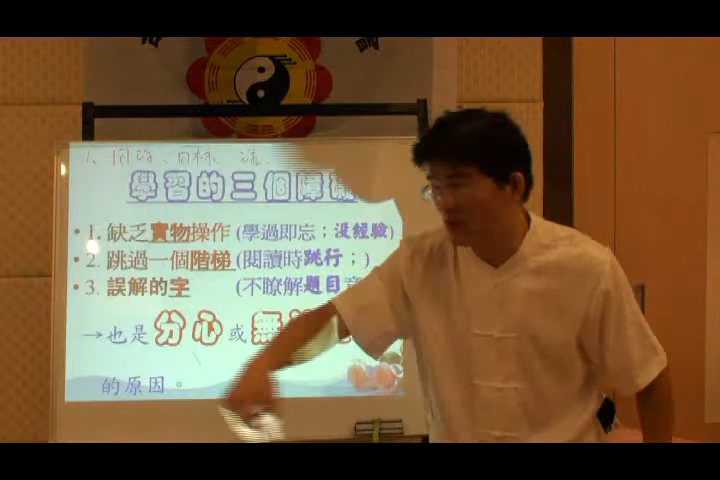 學習的三個障
• 1. 缺乏實物操作 (學過即忘；沒經驗)
• 2. 跳過一個階梯 (閱讀時跳行；)
• 3. 誤解的字 (不瞭解題目
→也是分心或無
的原因。